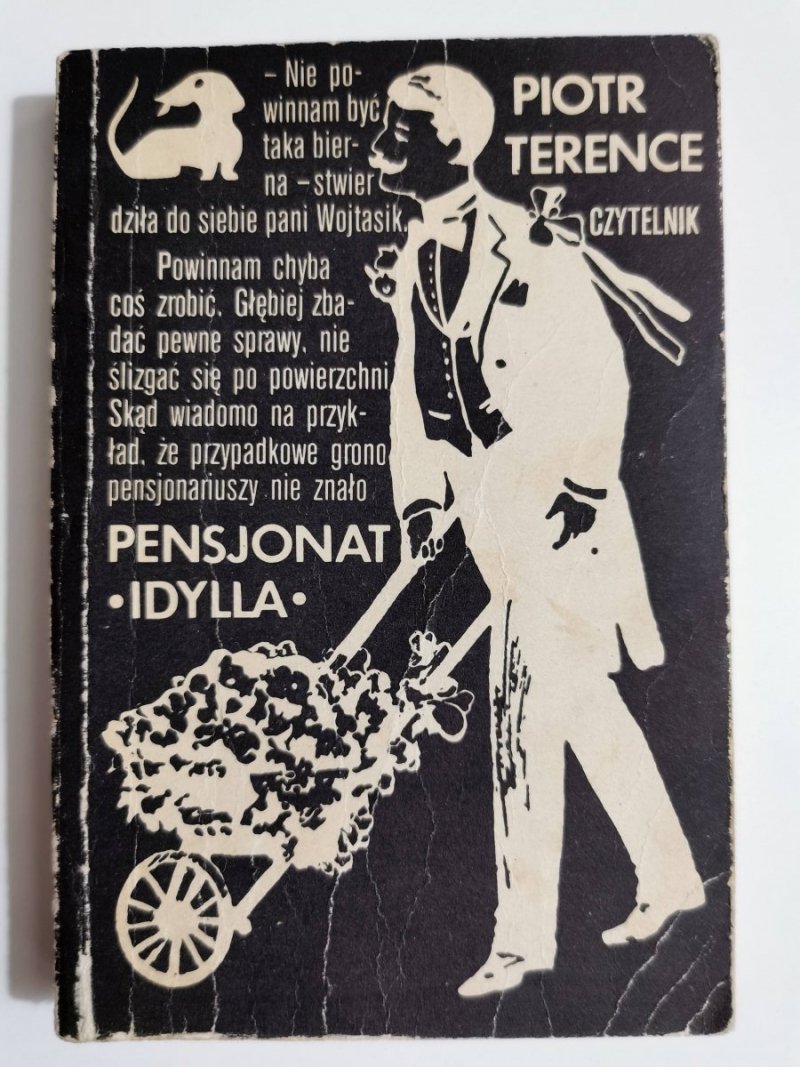 – Nie po-
winnam być
taka bier-
na – stwier
dziła do siebie pani Wojtasik.
Powinnam chyba
coś zrobić. Głębiej zba-
dać pewne sprawy, nie
ślizgać się po powierzchni
Skąd wiadomo na przyk-
ład, że przypadkowe grono
pensjonariuszy nie znało
PIOTR
TERENCE
CZYTELNIK
PENSJONAT
•IDYLLA•